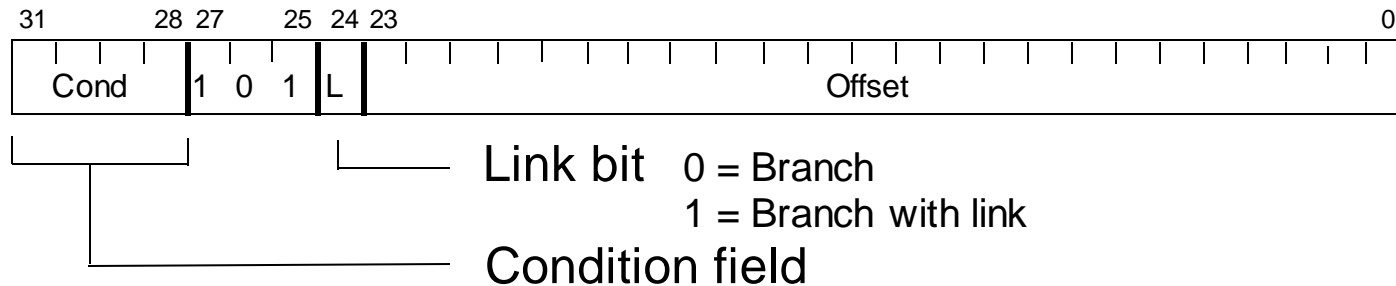 31 28 27 25 24 23 0
Cond 1 0 1 L Offset
Link bit 0 = Branch
1 = Branch with link
Condition field